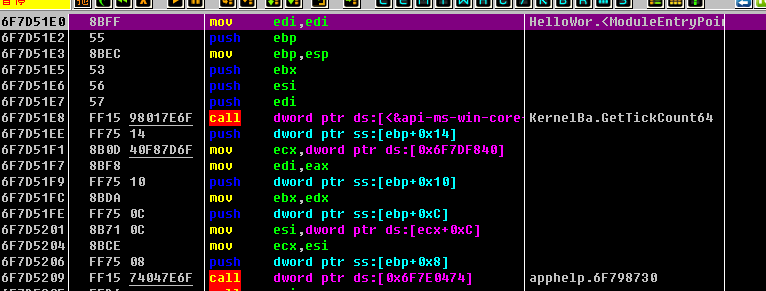 6F7D51E0 8BFF mov edi,edi HelloWor.<ModuleEntryPoi
6F7D51E2 55 push ebp
6F7D51E3 8BEC mov ebp,esp
6F7D51E5 53 push ebx
6F7D51E6 56 push esi
6F7D51E7 57 push edi
6F7D51E8 FF15 98017E6F call dword ptr ds:[<&api-ms-win-core- KernelBa.GetTickCount64
6F7D51EE FF75 14 push dword ptr ss:[ebp+0x14]
6F7D51F1 8B0D 40F87D6F mov ecx,dword ptr ds:[0x6F7DF840]
6F7D51F7 8BF8 mov edi,eax
6F7D51F9 FF75 10 push dword ptr ss:[ebp+0x10]
6F7D51FC 8BDA mov ebx,edx
6F7D51FE FF75 0C push dword ptr ss:[ebp+0xC]
6F7D5201 8B71 0C mov esi,dword ptr ds:[ecx+0xC]
6F7D5204 8BCE mov ecx,esi
6F7D5206 FF75 08 push dword ptr ss:[ebp+0x8]
6F7D5209 FF15 74047E6F call dword ptr ds:[0x6F7E0474] apphelp.6F798730